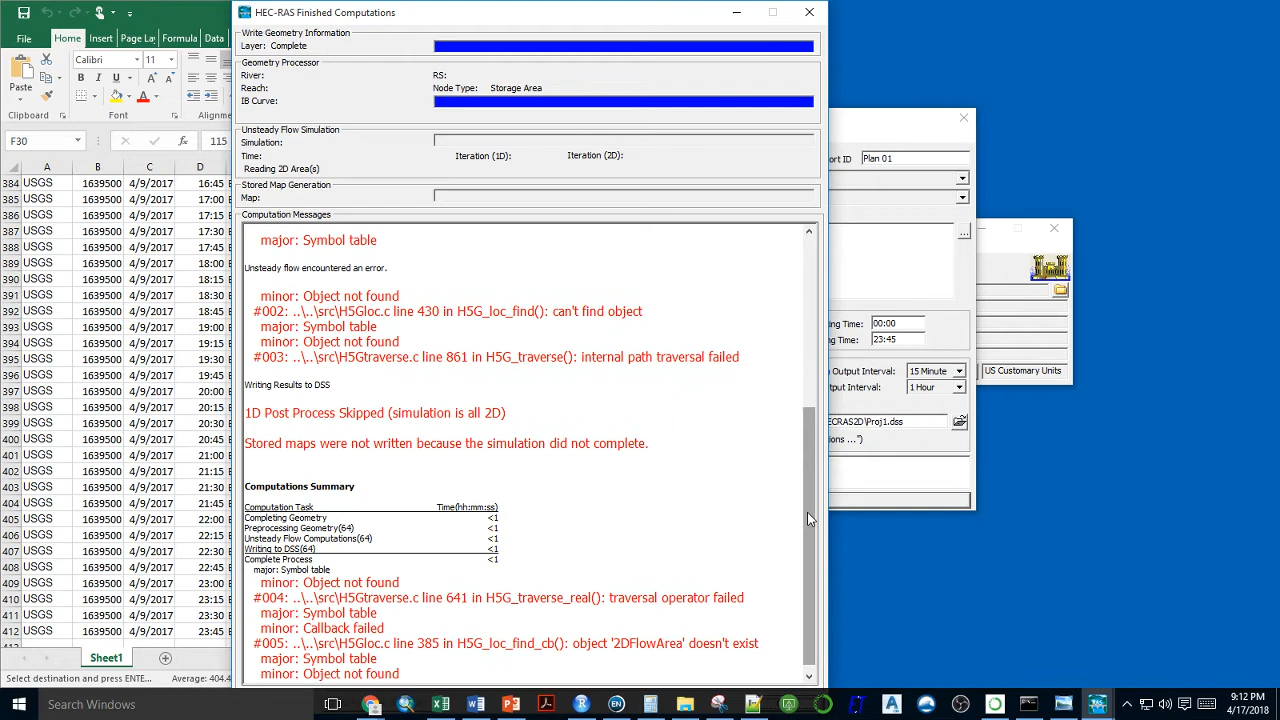 HEC-RAS Finished Computations
File Home Insert Page Lay Formula Data
Calibri 11
Paste
B I U A
Clipboard Font Alignm
F30 115
A B C D
384 USGS 1639500 4/9/2017 16:45
385 USGS 1639500 4/9/2017 17:00
386 USGS 1639500 4/9/2017 17:15
387 USGS 1639500 4/9/2017 17:30
388 USGS 1639500 4/9/2017 17:45
389 USGS 1639500 4/9/2017 18:00
390 USGS 1639500 4/9/2017 18:15
391 USGS 1639500 4/9/2017 18:30
392 USGS 1639500 4/9/2017 18:45
393 USGS 1639500 4/9/2017 19:00
394 USGS 1639500 4/9/2017 19:15
395 USGS 1639500 4/9/2017 19:30
396 USGS 1639500 4/9/2017 19:45
397 USGS 1639500 4/9/2017 20:00
398 USGS 1639500 4/9/2017 20:15
399 USGS 1639500 4/9/2017 20:30
400 USGS 1639500 4/9/2017 20:45
401 USGS 1639500 4/9/2017 21:00
402 USGS 1639500 4/9/2017 21:15
403 USGS 1639500 4/9/2017 21:30
404 USGS 1639500 4/9/2017 21:45
405 USGS 1639500 4/9/2017 22:00
406 USGS 1639500 4/9/2017 22:15
407 USGS 1639500 4/9/2017 22:30
408 USGS 1639500 4/9/2017 22:45
409 USGS 1639500 4/9/2017 23:00
410 USGS 1639500 4/9/2017 23:15
411 USGS 1639500 4/9/2017 23:30
412 USGS 1639500 4/9/2017 23:45
Sheet1
Select destination and press ENTE... Average: 404.4
Write Geometry Information
Layer: Complete
Geometry Processor
River: RS:
Reach: Node Type: Storage Area
IB Curve:
Unsteady Flow Simulation
Simulation:
Time: Iteration (1D): Iteration (2D):
Reading 2D Area(s)
Stored Map Generation
Map:
Computation Messages
major: Symbol table
Unsteady flow encountered an error.
minor: Object not found
#002: ..\..\src\H5Gloc.c line 430 in H5G_loc_find(): can't find object
major: Symbol table
minor: Object not found
#003: ..\..\src\H5Gtraverse.c line 861 in H5G_traverse(): internal path traversal failed
Writing Results to DSS
1D Post Process Skipped (simulation is all 2D)
Stored maps were not written because the simulation did not complete.
Computations Summary
Computation Task Time(hh:mm:ss)
Completing Geometry <1
Preprocessing Geometry(64) <1
Unsteady Flow Computations(64) <1
Writing to DSS(64) <1
Complete Process <1
major: Symbol table
minor: Object not found
#004: ..\..\src\H5Gtraverse.c line 641 in H5G_traverse_real(): traversal operator failed
major: Symbol table
minor: Callback failed
#005: ..\..\src\H5Gloc.c line 385 in H5G_loc_find_cb(): object '2DFlowArea' doesn't exist
major: Symbol table
minor: Object not found
ort ID Plan 01
...
ing Time: 00:00
ng Time: 23:45
Output Interval: 15 Minute
utput Interval: 1 Hour
ECRAS2D\Proj1.dss
ons ...")
US Customary Units
Search Windows
9:12 PM
4/17/2018